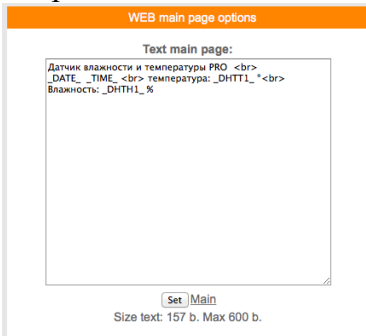 WEB main page options
Text main page:
Датчик влажности и температуры PRO <br>
_DATE_ _TIME_ <br> температура: _DHTT1_ °<br>
Влажность: _DHTH1_ %
Set Main
Size text: 157 b. Max 600 b.